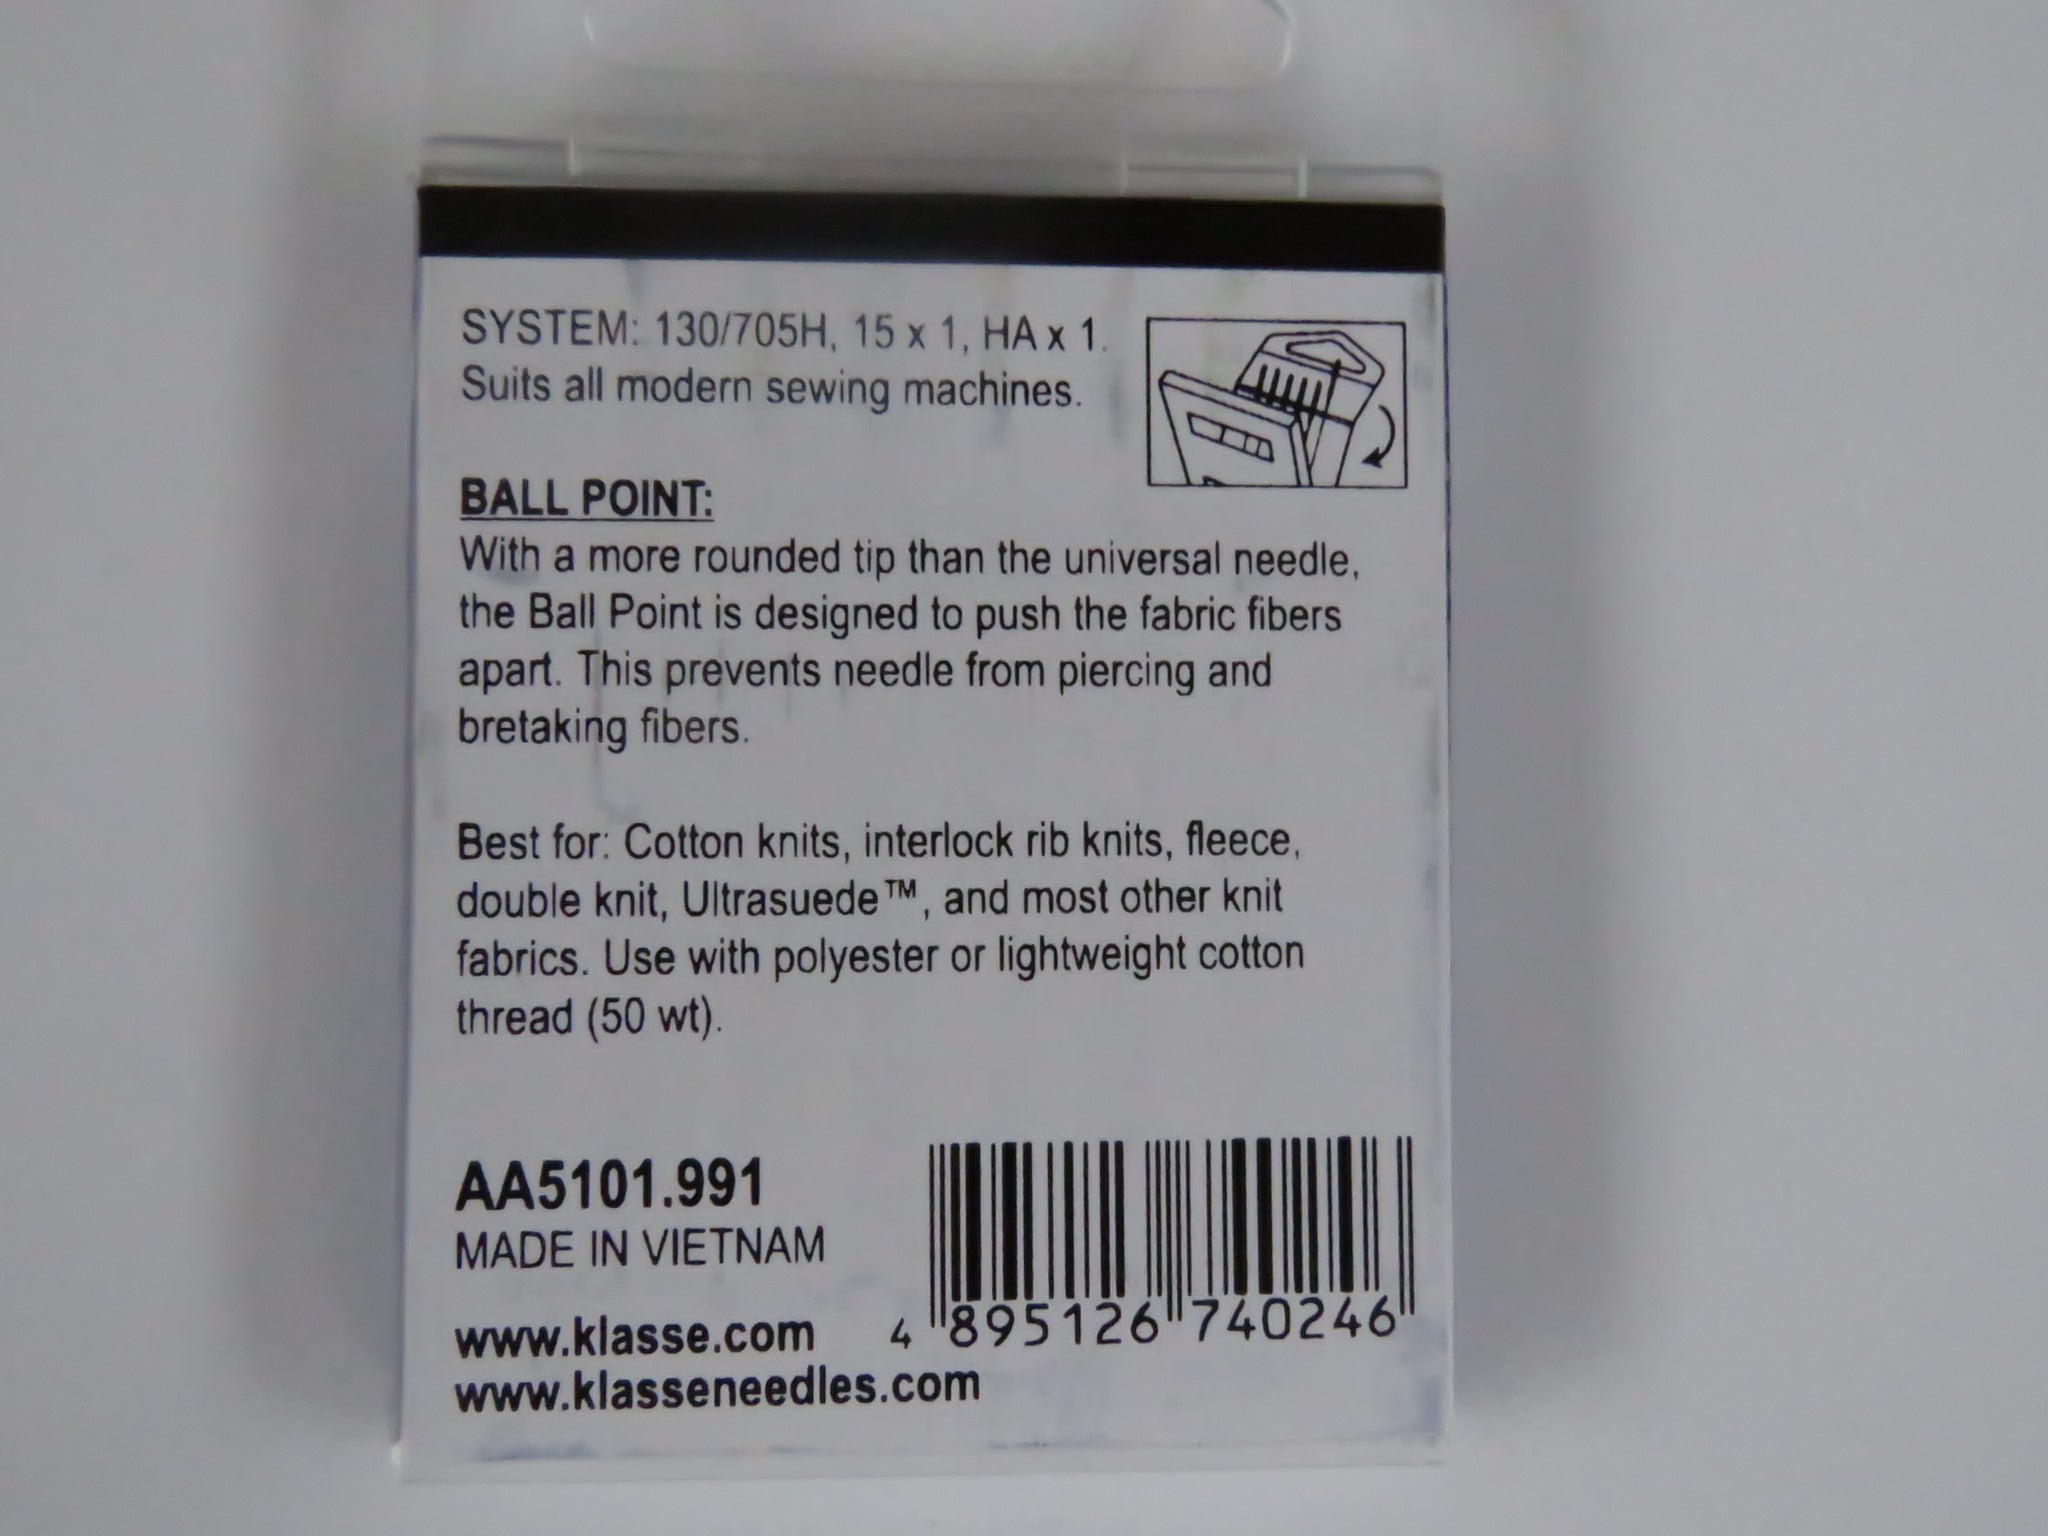 SYSTEM: 130/705H, 15 x 1, HA x 1.
Suits all modern sewing machines.
BALL POINT:
With a more rounded tip than the universal needle,
the Ball Point is designed to push the fabric fibers
apart. This prevents needle from piercing and
bretaking fibers.
Best for: Cotton knits, interlock rib knits, fleece,
double knit, Ultrasuede™, and most other knit
fabrics. Use with polyester or lightweight cotton
thread (50 wt).
AA5101.991
MADE IN VIETNAM
www.klasse.com
www.klasseneedles.com
4 895126 740246